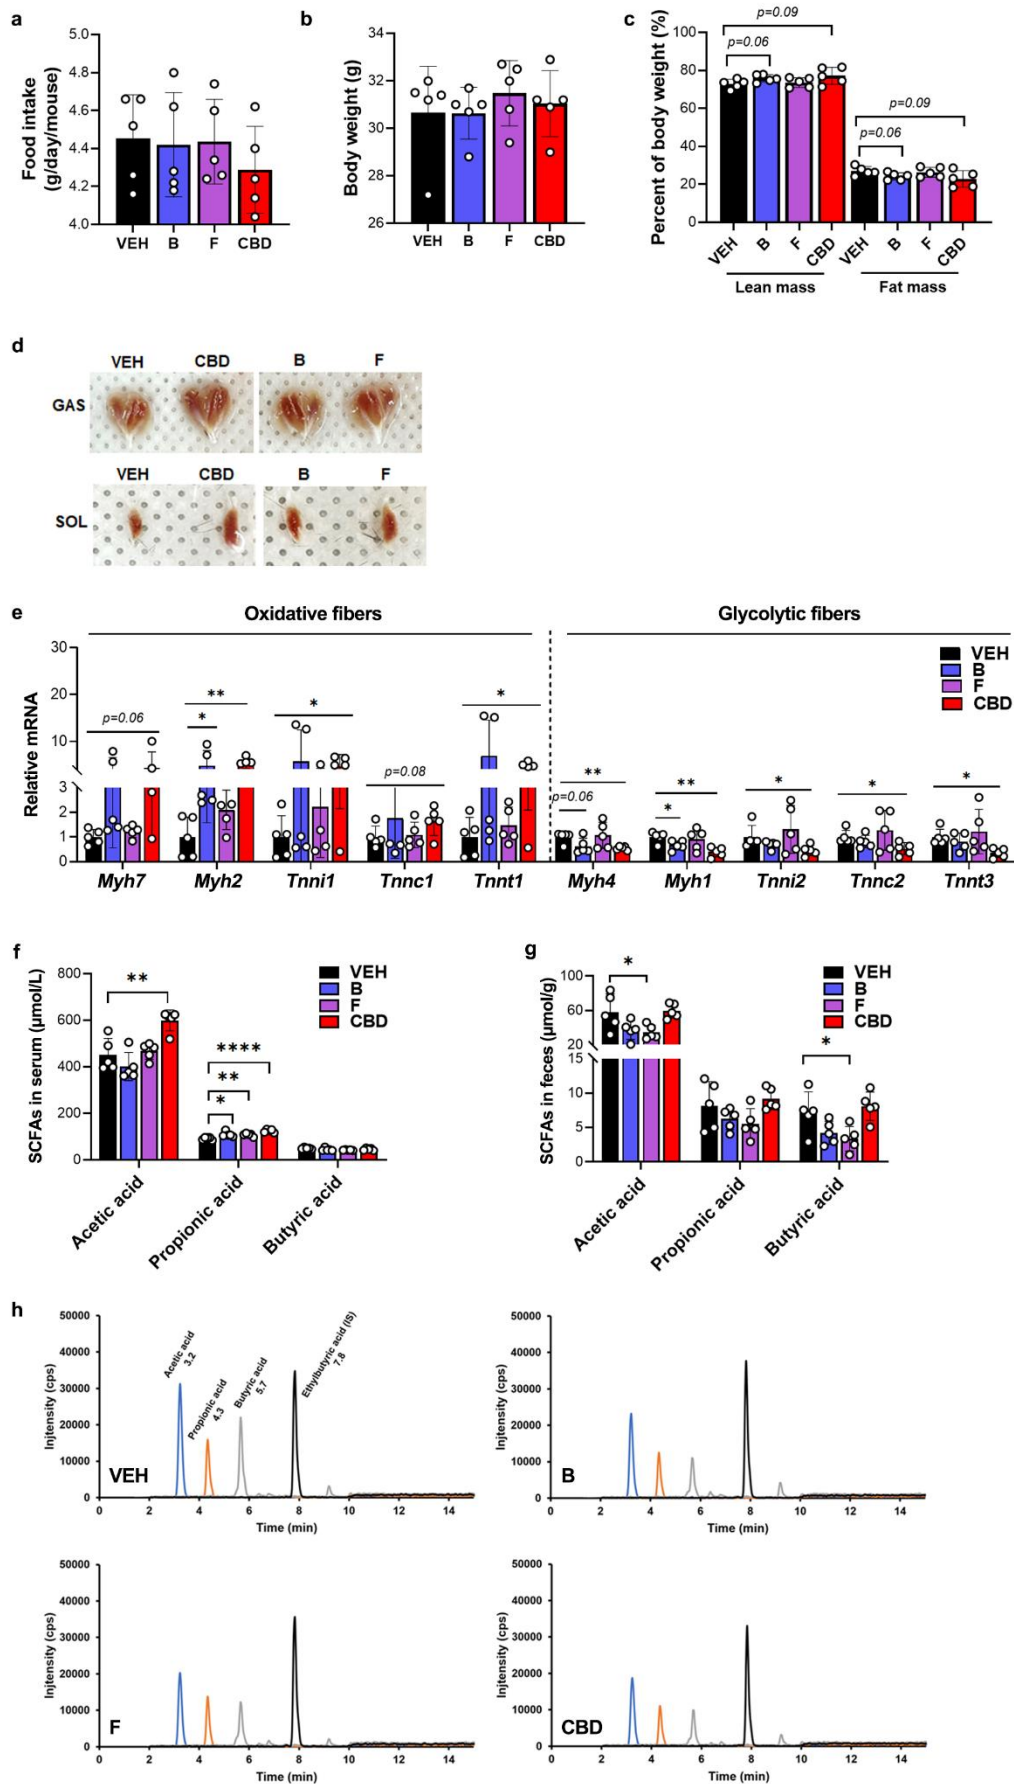 a
Food intake
(g/day/mouse)
5.0
4.8
4.6
4.4
4.2
4.0
VEH B F CBD
b
Body weight (g)
34
32
30
28
26
VEH B F CBD
c
Percent of body weight (%)
100
80
60
40
20
0
p=0.09
p=0.06
p=0.09
p=0.06
VEH B F CBD VEH B F CBD
Lean mass Fat mass
d
VEH CBD B F
GAS
VEH CBD B F
SOL
e
Oxidative fibers Glycolytic fibers
Relative mRNA
30
20
10
3
2
1
0
p=0.06
**
*
*
p=0.08
*
**
p=0.06
**
*
*
*
*
VEH
B
F
CBD
Myh7 Myh2 Tnni1 Tnnc1 Tnnt1 Myh4 Myh1 Tnni2 Tnnc2 Tnnt3
f
SCFAs in serum (µmol/L)
800
600
400
200
0
**
****
**
*
VEH
B
F
CBD
Acetic acid Propionic acid Butyric acid
g
SCFAs in feces (µmol/g)
100
60
20
15
10
5
0
*
*
VEH
B
F
CBD
Acetic acid Propionic acid Butyric acid
h
Injtensity (cps)
50000
40000
30000
20000
10000
0
Acetic acid
3.2
Propionic acid
4.3
Butyric acid
5.7
Ethylbutyric acid (IS)
7.8
VEH
0 2 4 6 8 10 12 14
Time (min)
Injtensity (cps)
50000
40000
30000
20000
10000
0
B
0 2 4 6 8 10 12 14
Time (min)
Injtensity (cps)
50000
40000
30000
20000
10000
0
F
0 2 4 6 8 10 12 14
Time (min)
Injtensity (cps)
50000
40000
30000
20000
10000
0
CBD
0 2 4 6 8 10 12 14
Time (min)